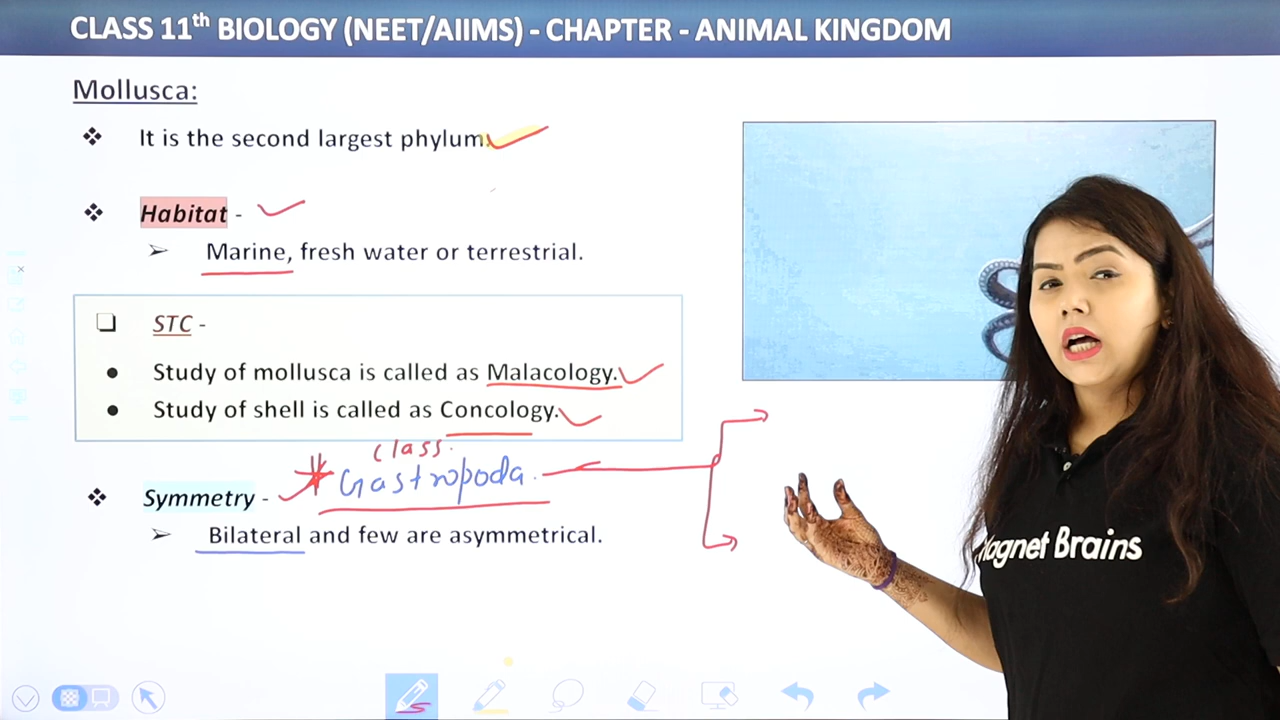 CLASS 11th BIOLOGY (NEET/AIIMS) - CHAPTER - ANIMAL KINGDOM
Mollusca:
❖ It is the second largest phylum.
❖ Habitat -
➢ Marine, fresh water or terrestrial.
❑ STC -
● Study of mollusca is called as Malacology.
● Study of shell is called as Concology.
class.
* Gastropoda.
❖ Symmetry -
➢ Bilateral and few are asymmetrical.
Magnet Brains